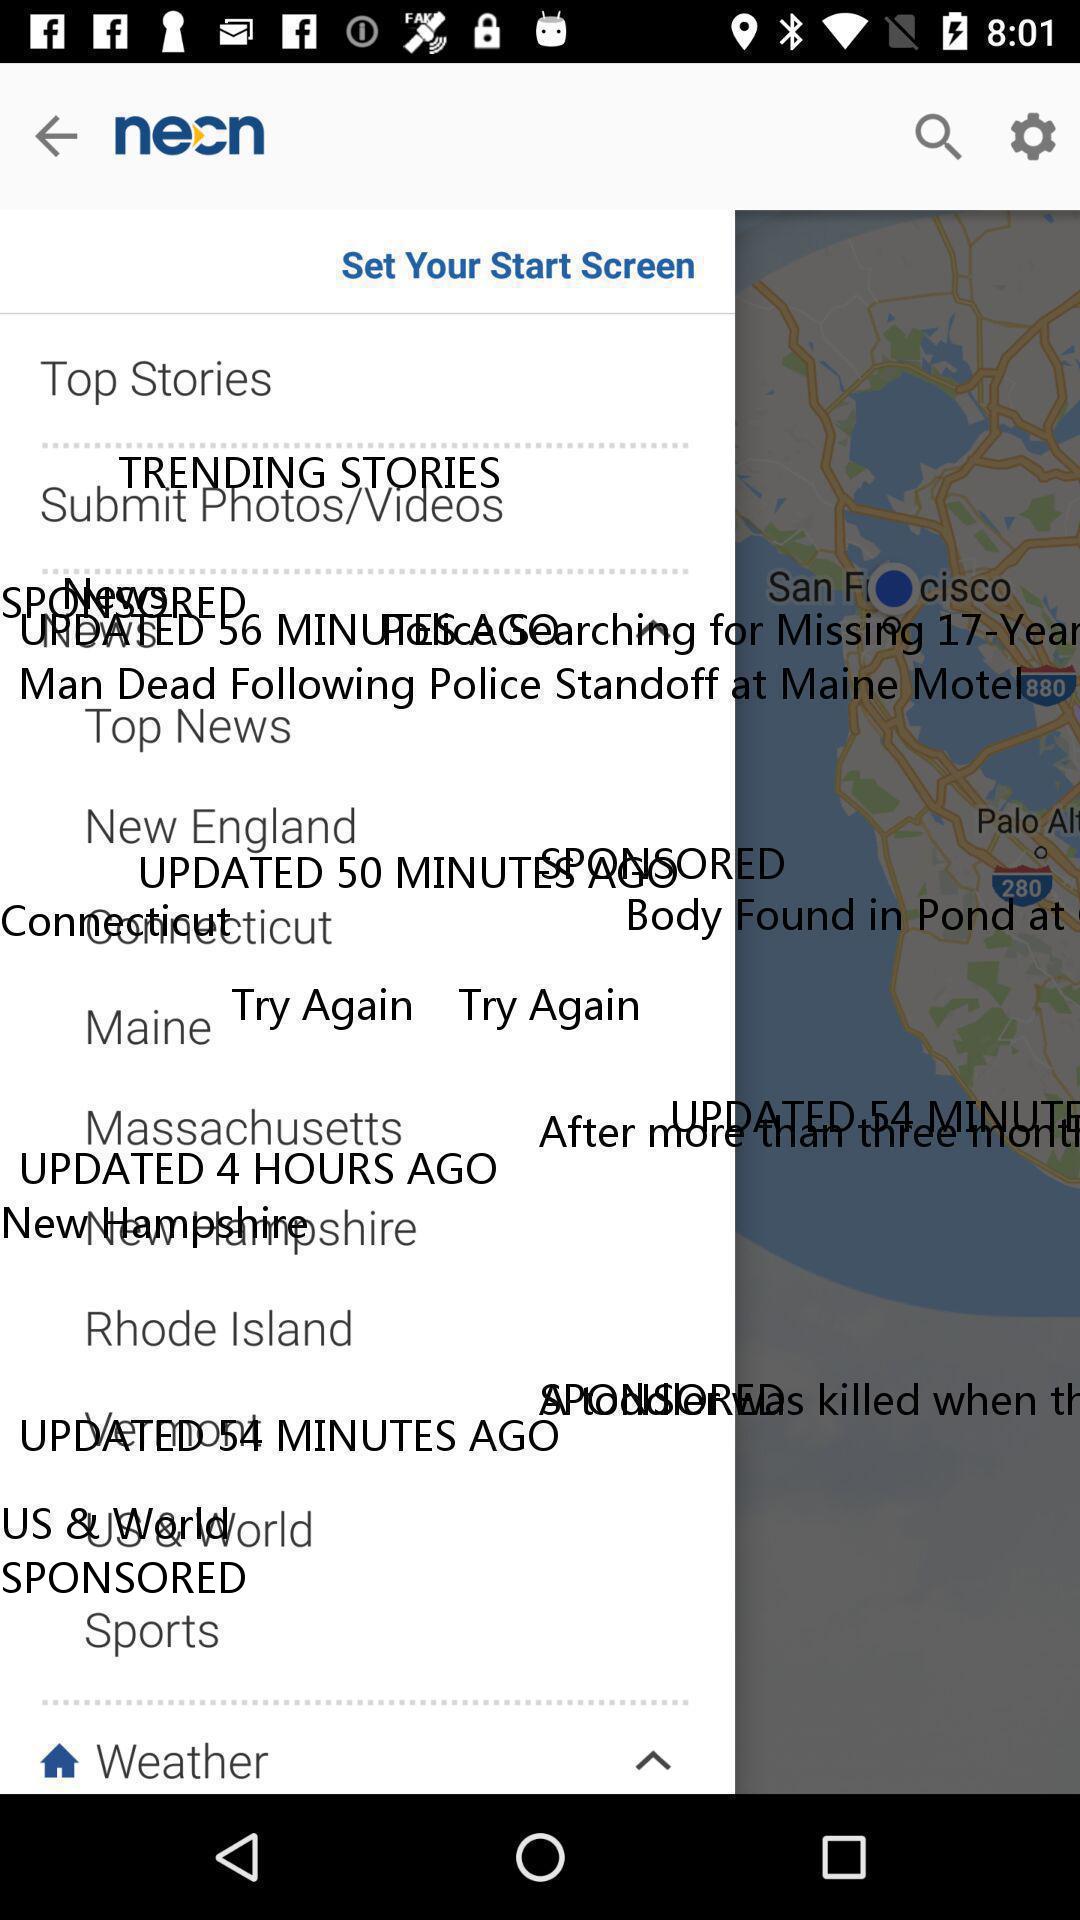 FAKE
8:01
necn
Set Your Start Screen
Top Stories
TRENDING STORIES
Submit Photos/Videos
News
SPONSORED
San Francisco
News
UPDATED 56 MINUTES AGO
Police Searching for Missing 17-Year
Man Dead Following Police Standoff at Maine Motel
880
Top News
New England
Palo Alt
UPDATED 50 MINUTES AGO
SPONSORED
280
Connecticut
Connecticut
Body Found in Pond at
Try Again
Try Again
Maine
Massachusetts
UPDATED 54 MINUTE
After more than three mont
UPDATED 4 HOURS AGO
New Hampshire
New Hampshire
Rhode Island
SPONSORED
A toddler was killed when th
Vermont
UPDATED 54 MINUTES AGO
US & World
US & World
SPONSORED
Sports
Weather